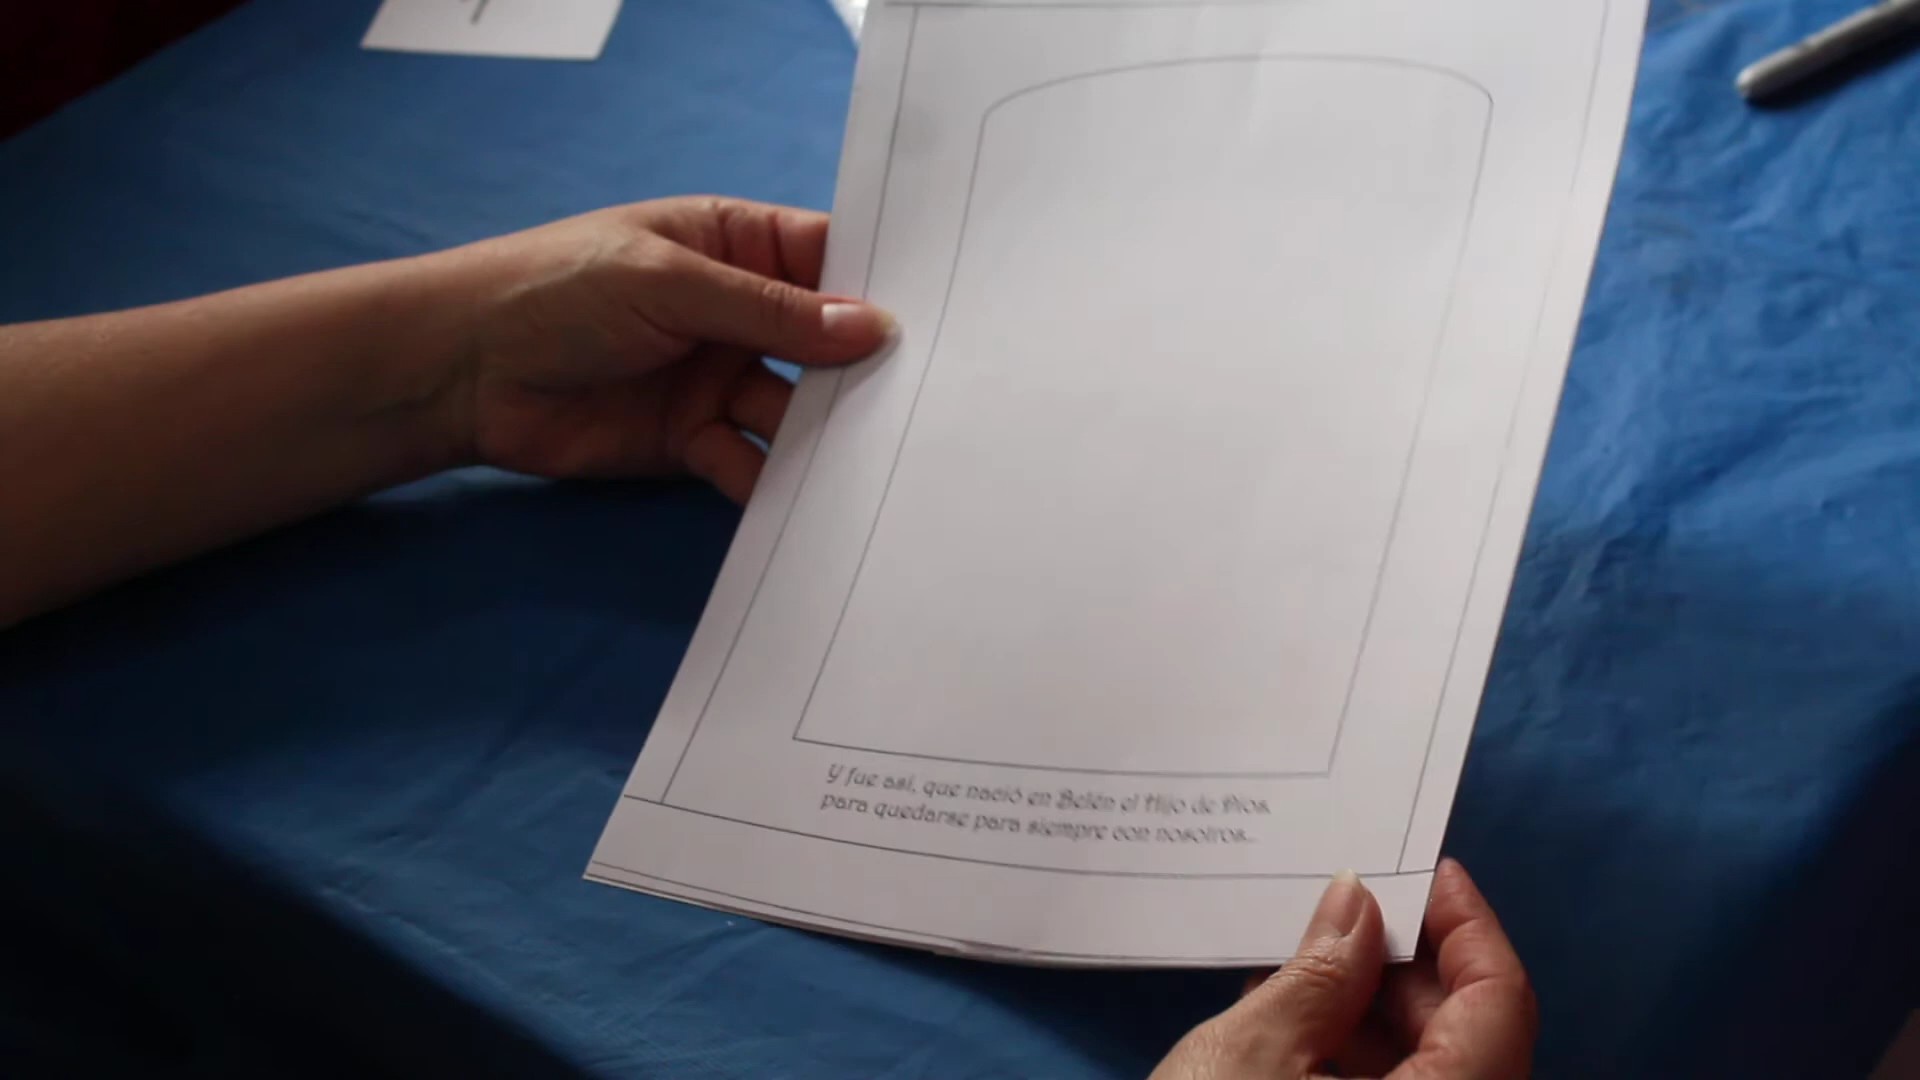 Y fue así, que nació en Belén el Hijo de Dios
para quedarse para siempre con nosotros...